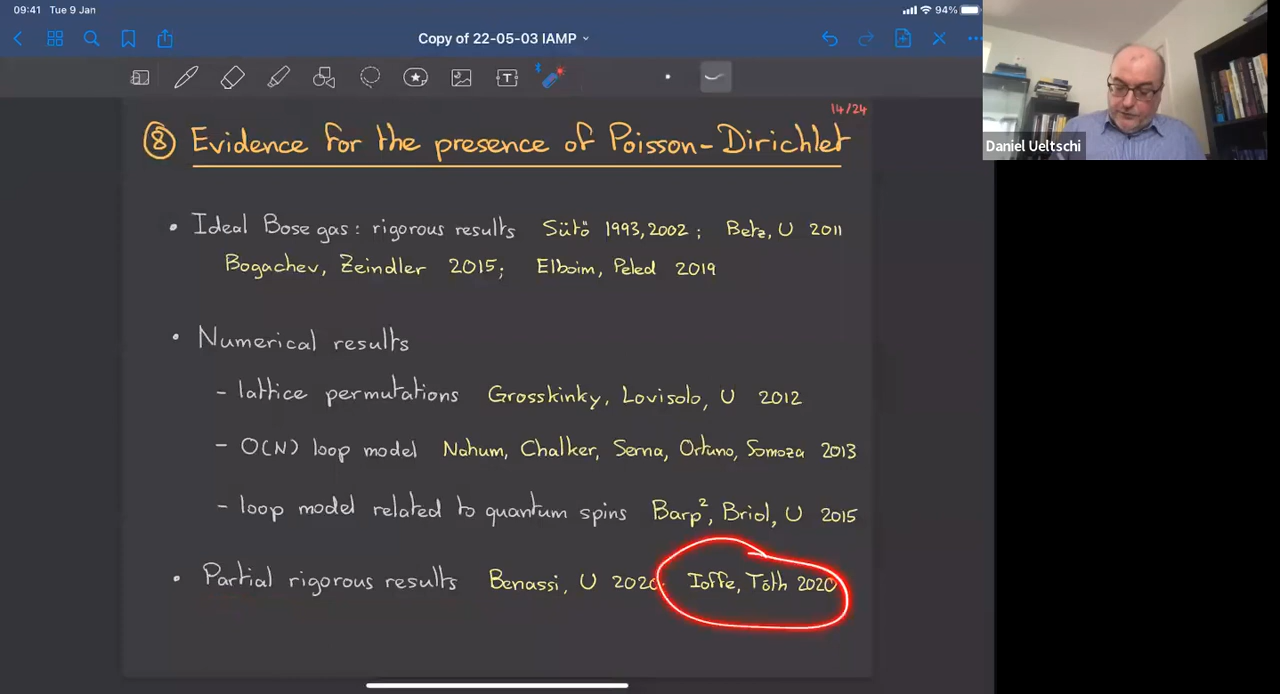 09:41 Tue 9 Jan
94%
Copy of 22-05-03 IAMP
Daniel Ueltschi
14/24
8 Evidence for the presence of Poisson-Dirichlet
• Ideal Bose gas: rigorous results Sütö 1993, 2002; Betz, U 2011
Bogachev, Zeindler 2015; Elboim, Peled 2019
• Numerical results
- lattice permutations Grosskinky, Lovisolo, U 2012
- O(N) loop model Nahum, Chalker, Serna, Ortuno, Somoza 2013
- loop model related to quantum spins Barp², Briol, U 2015
• Partial rigorous results Benassi, U 2020; Ioffe, Tóth 2020